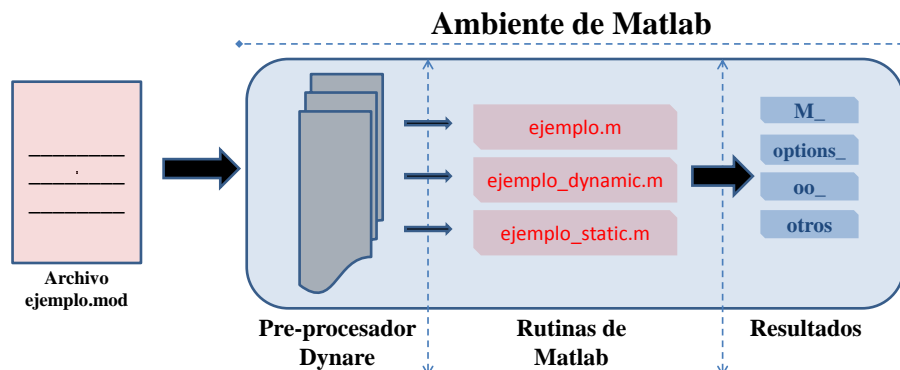 Ambiente de Matlab
Archivo
ejemplo.mod
ejemplo.m
ejemplo_dynamic.m
ejemplo_static.m
M_
options_
oo_
otros
Pre-procesador
Dynare
Rutinas de
Matlab
Resultados